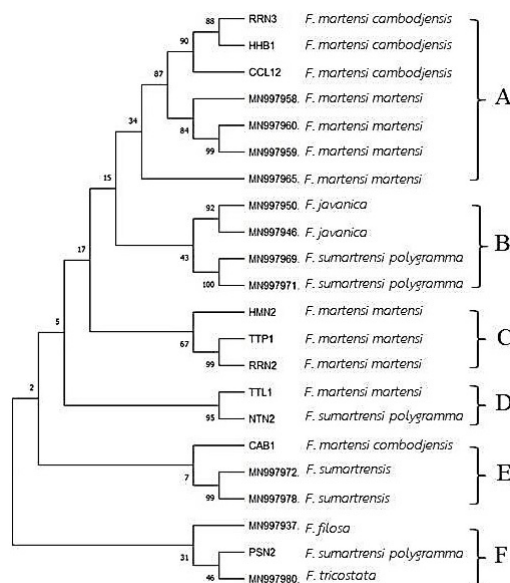 88 RRN3 F. martensi cambodjensis
90 HHB1 F. martensi cambodjensis
87 CCL12 F. martensi cambodjensis
MN997958. F. martensi martensi
A
34 84 MN997960. F. martensi martensi
99 MN997959. F. martensi martensi
15 MN997965. F. martensi martensi
92 MN997950. F. javanica
MN997946. F. javanica
B
17 43 MN997969. F. sumartrensi polygramma
100 MN997971. F. sumartrensi polygramma
HMN2 F. martensi martensi
5 67 TTP1 F. martensi martensi
C
99 RRN2 F. martensi martensi
2 TTL1 F. martensi martensi
D
95 NTN2 F. sumartrensi polygramma
CAB1 F. martensi combodjensis
7 MN997972. F. sumartrensis
E
99 MN997978. F. sumartrensis
MN997937. F. filosa
31 PSN2 F. sumartrensi polygramma
F
46 MN997980. F. tricostata